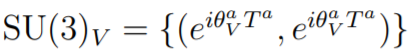 SU(3)_V = {(e^{iθ_V^a T^a}, e^{iθ_V^a T^a})}